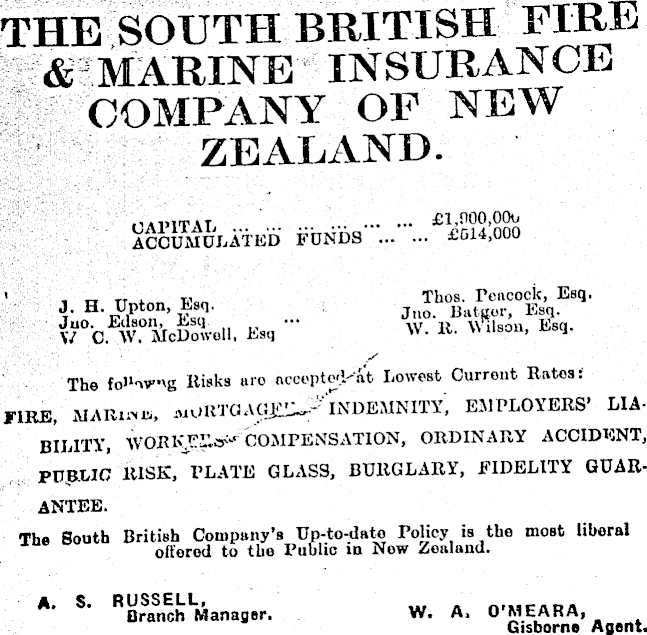 THE SOUTH BRITISH FIRE
& MARINE INSURANCE
COMPANY OF NEW
ZEALAND.
CAPITAL ... ... ... ... ... ... £1,900,000
ACCUMULATED FUNDS ... ... £514,000
J. H. Upton, Esq.
Jno. Edson, Esq ...
W C. W. McDowell, Esq
Thos. Peacock, Esq.
Jno. Batger, Esq.
W. R. Wilson, Esq.
The following Risks are accepted at Lowest Current Rates:
FIRE, MARINE, MORTGAGEES INDEMNITY, EMPLOYERS' LIA-
BILITY, WORKERS COMPENSATION, ORDINARY ACCIDENT,
PUBLIC RISK, PLATE GLASS, BURGLARY, FIDELITY GUAR-
ANTEE.
The South British Company's Up-to-date Policy is the most liberal
offered to the Public in New Zealand.
A. S. RUSSELL,
Branch Manager.
W. A. O'MEARA,
Gisborne Agent.